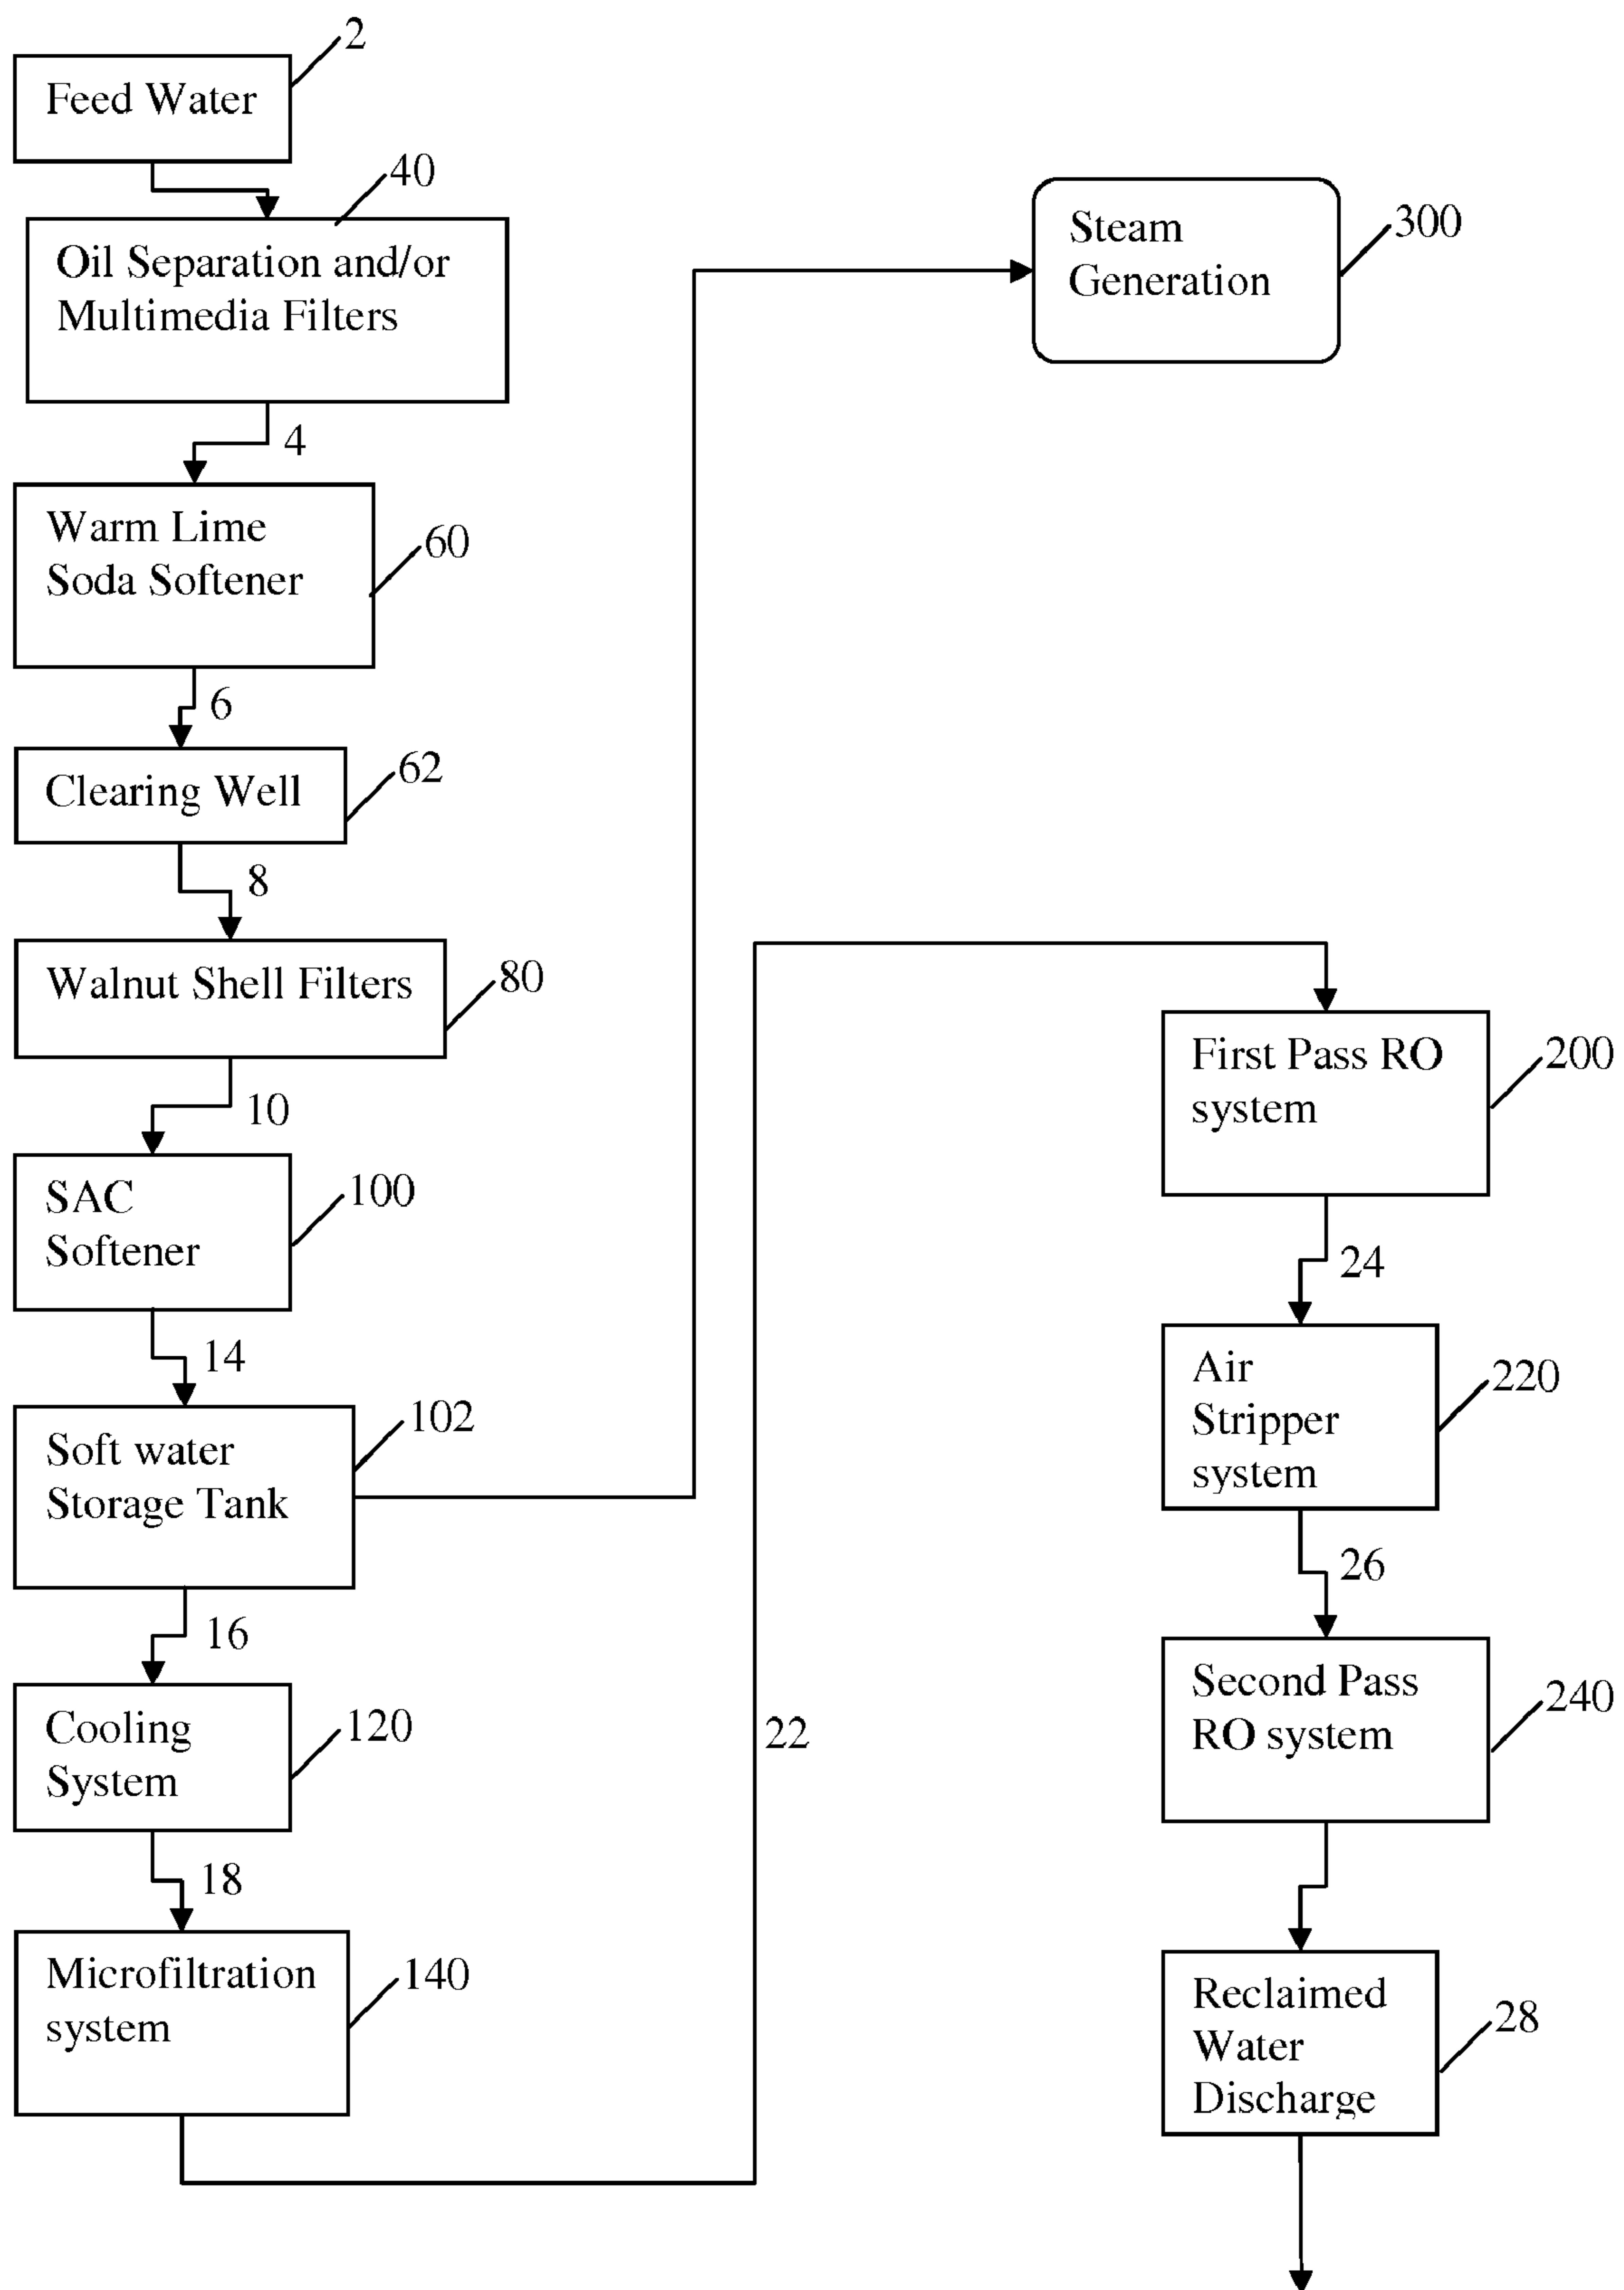 2
Feed Water
40
Oil Separation and/or
Multimedia Filters
4
Warm Lime
Soda Softener
60
6
Clearing Well
62
8
Walnut Shell Filters
80
10
SAC
Softener
100
14
Soft water
Storage Tank
102
16
Cooling
System
120
18
Microfiltration
system
140
22
Steam
Generation
300
First Pass RO
system
200
24
Air
Stripper
system
220
26
Second Pass
RO system
240
Reclaimed
Water
Discharge
28